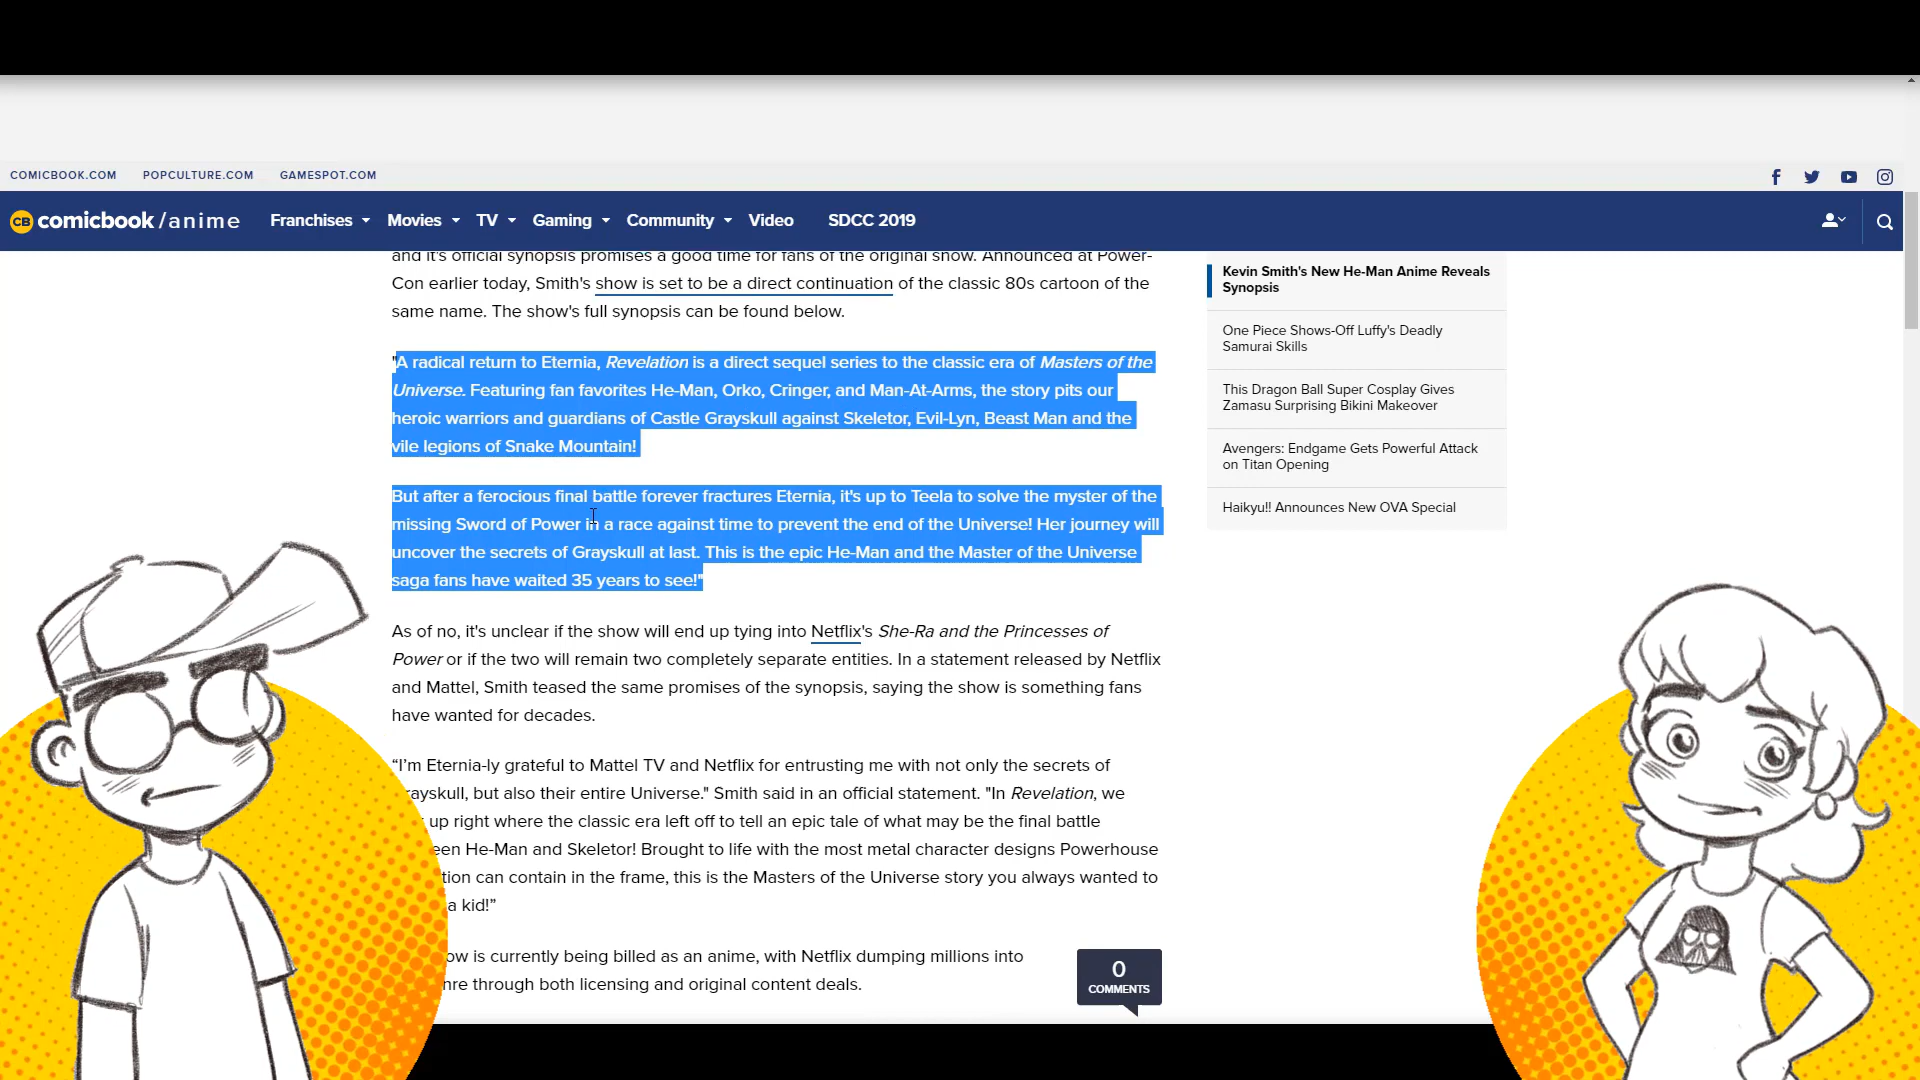 COMICBOOK.COM POPCULTURE.COM GAMESPOT.COM
CB comicbook/anime Franchises Movies TV Gaming Community Video SDCC 2019
and it's official synopsis promises a good time for fans of the original show. Announced at Power-
Con earlier today, Smith's show is set to be a direct continuation of the classic 80s cartoon of the
same name. The show's full synopsis can be found below.
"A radical return to Eternia, Revelation is a direct sequel series to the classic era of Masters of the
Universe. Featuring fan favorites He-Man, Orko, Cringer, and Man-At-Arms, the story pits our
heroic warriors and guardians of Castle Grayskull against Skeletor, Evil-Lyn, Beast Man and the
vile legions of Snake Mountain!
But after a ferocious final battle forever fractures Eternia, it's up to Teela to solve the myster of the
missing Sword of Power in a race against time to prevent the end of the Universe! Her journey will
uncover the secrets of Grayskull at last. This is the epic He-Man and the Master of the Universe
saga fans have waited 35 years to see!"
As of no, it's unclear if the show will end up tying into Netflix's She-Ra and the Princesses of
Power or if the two will remain two completely separate entities. In a statement released by Netflix
and Mattel, Smith teased the same promises of the synopsis, saying the show is something fans
have wanted for decades.
“I'm Eternia-ly grateful to Mattel TV and Netflix for entrusting me with not only the secrets of
rayskull, but also their entire Universe." Smith said in an official statement. "In Revelation, we
up right where the classic era left off to tell an epic tale of what may be the final battle
een He-Man and Skeletor! Brought to life with the most metal character designs Powerhouse
tion can contain in the frame, this is the Masters of the Universe story you always wanted to
a kid!”
ow is currently being billed as an anime, with Netflix dumping millions into
nre through both licensing and original content deals.
0
COMMENTS
Kevin Smith's New He-Man Anime Reveals
Synopsis
One Piece Shows-Off Luffy's Deadly
Samurai Skills
This Dragon Ball Super Cosplay Gives
Zamasu Surprising Bikini Makeover
Avengers: Endgame Gets Powerful Attack
on Titan Opening
Haikyu!! Announces New OVA Special